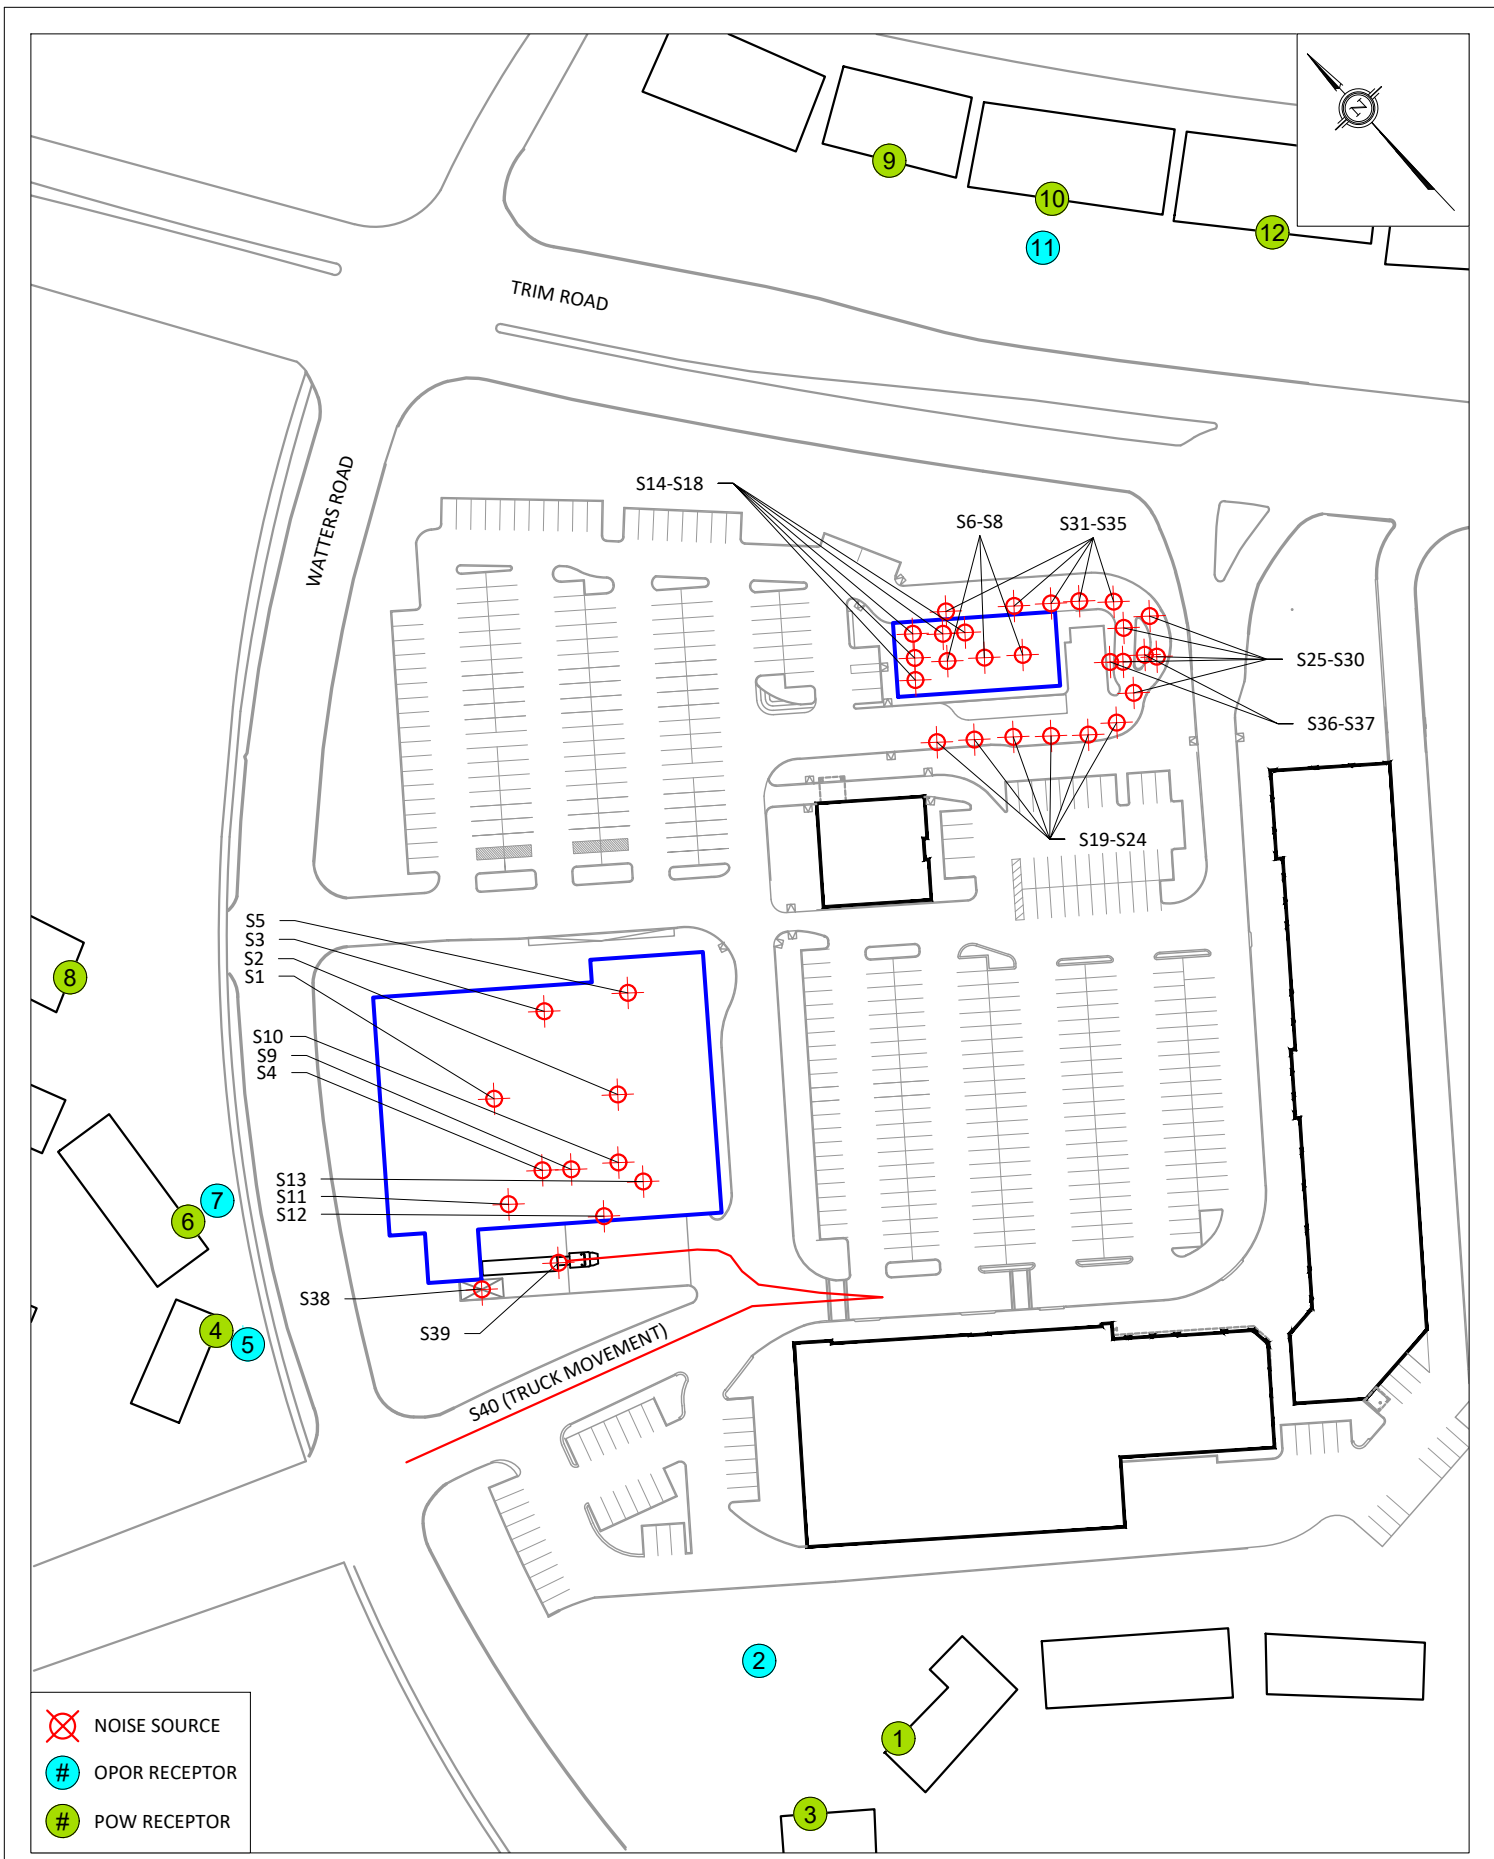 N
9
10
12
11
TRIM ROAD
WATTERS ROAD
S14-S18
S6-S8
S31-S35
S25-S30
S36-S37
S19-S24
S5
S3
S2
S1
8
S10
S9
S4
S13
S11
S12
7
6
S38
S39
4
5
S40 (TRUCK MOVEMENT)
2
1
3
NOISE SOURCE
# OPOR RECEPTOR
# POW RECEPTOR